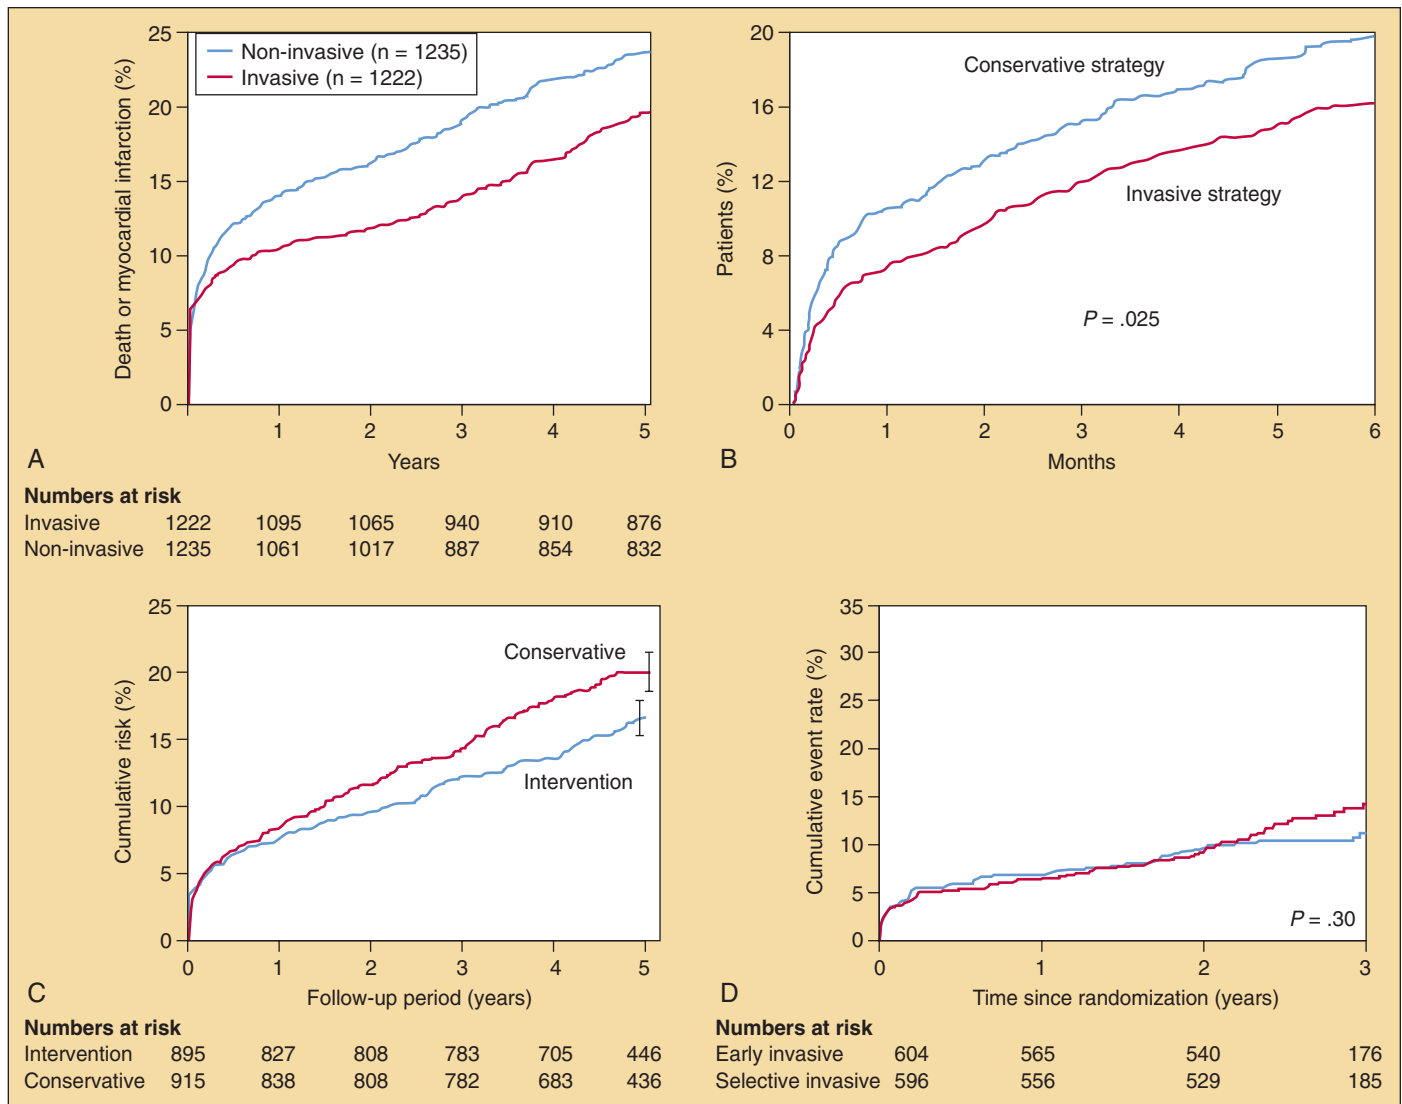 Non-invasive (n = 1235)
Invasive (n = 1222)
Death or myocardial infarction (%)
25
20
15
10
5
0
1 2 3 4 5
Years
A
Numbers at risk
Invasive 1222 1095 1065 940 910 876
Non-invasive 1235 1061 1017 887 854 832
Patients (%)
20
16
12
8
4
0
Conservative strategy
Invasive strategy
P = .025
0 1 2 3 4 5 6
Months
B
Cumulative risk (%)
25
20
15
10
5
0
Conservative
Intervention
0 1 2 3 4 5
Follow-up period (years)
C
Numbers at risk
Intervention 895 827 808 783 705 446
Conservative 915 838 808 782 683 436
Cumulative event rate (%)
35
30
25
20
15
10
5
0
P = .30
0 1 2 3
Time since randomization (years)
D
Numbers at risk
Early invasive 604 565 540 176
Selective invasive 596 556 529 185